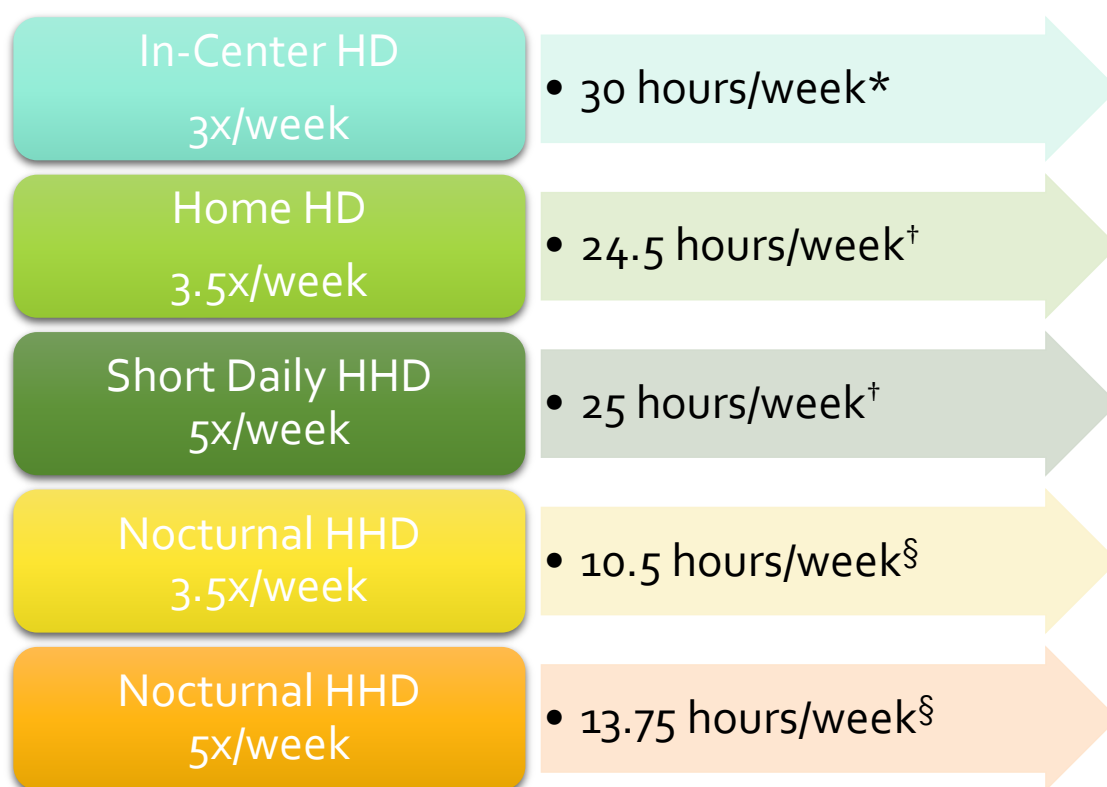 In-Center HD
3x/week
• 30 hours/week*
Home HD
3.5x/week
• 24.5 hours/week†
Short Daily HHD
5x/week
• 25 hours/week†
Nocturnal HHD
3.5x/week
• 10.5 hours/week§
Nocturnal HHD
5x/week
• 13.75 hours/week§